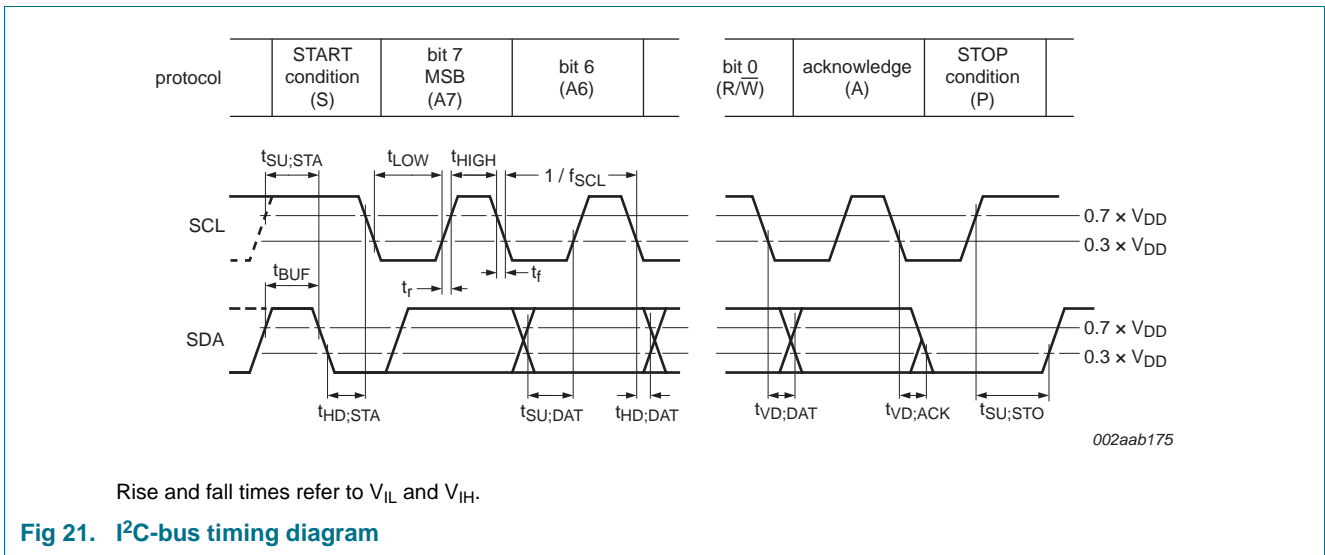 protocol
START
condition
(S)
bit 7
MSB
(A7)
bit 6
(A6)
bit 0
(R/W̅)
acknowledge
(A)
STOP
condition
(P)
tSU;STA
tLOW
tHIGH
1 / fSCL
SCL
0.7 × VDD
0.3 × VDD
tBUF
tr
tf
SDA
0.7 × VDD
0.3 × VDD
tHD;STA
tSU;DAT
tHD;DAT
tVD;DAT
tVD;ACK
tSU;STO
002aab175
Rise and fall times refer to VIL and VIH.
Fig 21. I²C-bus timing diagram